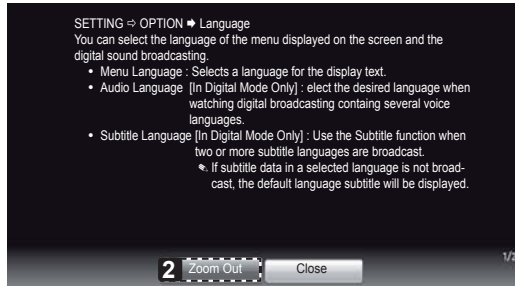 SETTING ⇨ OPTION ➡ Language
You can select the language of the menu displayed on the screen and the
digital sound broadcasting.
• Menu Language : Selects a language for the display text.
• Audio Language [In Digital Mode Only] : elect the desired language when
watching digital broadcasting containg several voice
languages.
• Subtitle Language [In Digital Mode Only] : Use the Subtitle function when
two or more subtitle languages are broadcast.
✎ If subtitle data in a selected language is not broad-
cast, the default language subtitle will be displayed.
1/2
2 Zoom Out Close